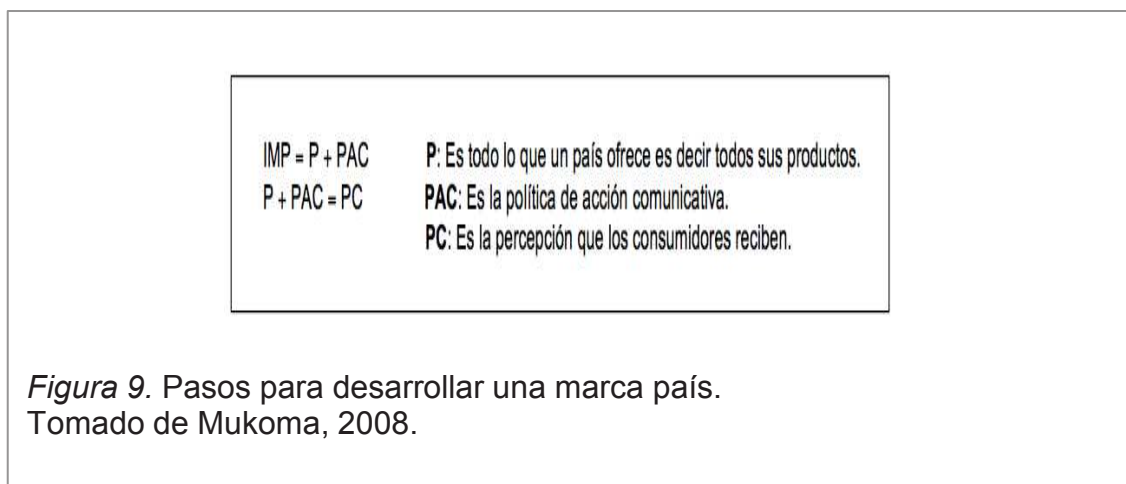 IMP = P + PAC P: Es todo lo que un país ofrece es decir todos sus productos.
P + PAC = PC PAC: Es la política de acción comunicativa.
PC: Es la percepción que los consumidores reciben.
Figura 9. Pasos para desarrollar una marca país.
Tomado de Mukoma, 2008.